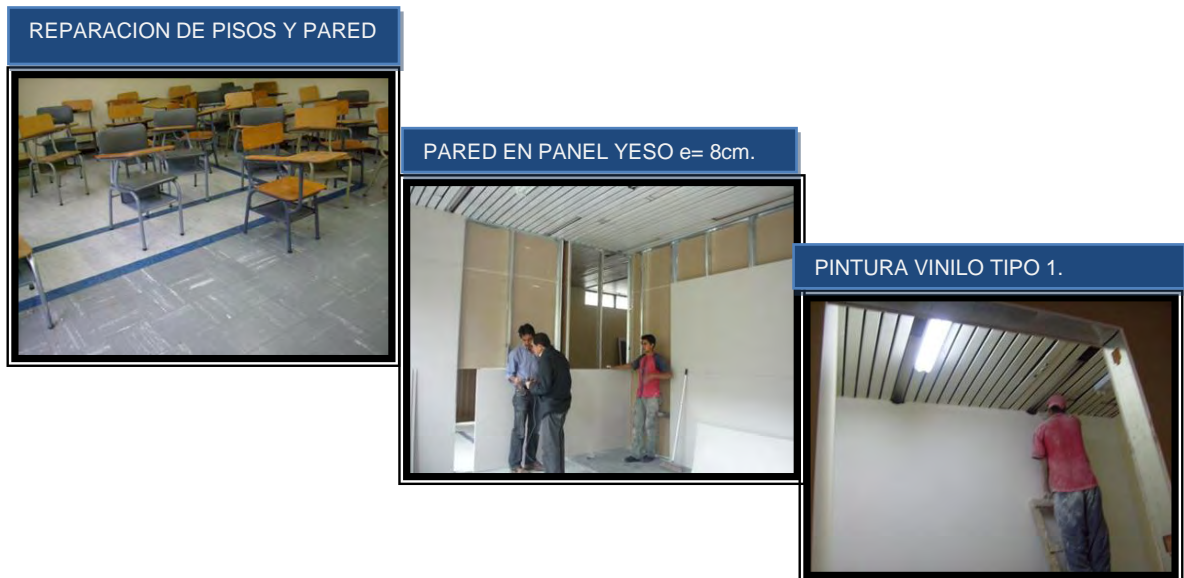 REPARACION DE PISOS Y PARED
PARED EN PANEL YESO e= 8cm.
PINTURA VINILO TIPO 1.